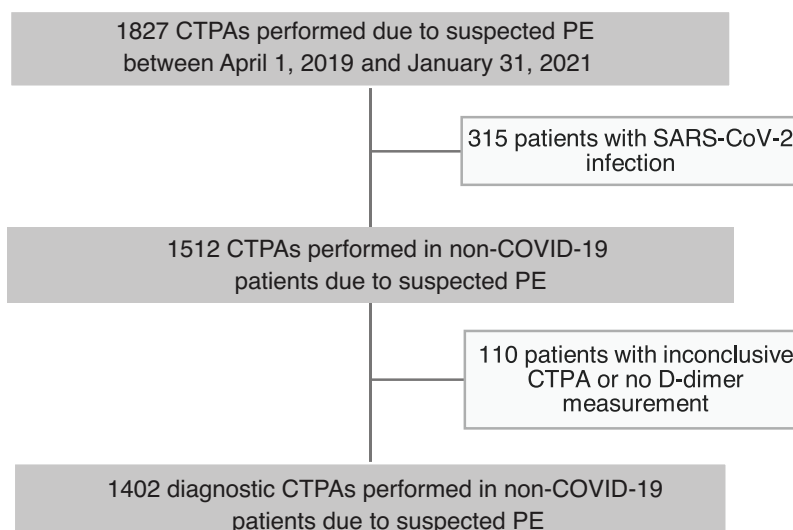 1827 CTPAs performed due to suspected PE
between April 1, 2019 and January 31, 2021
315 patients with SARS-CoV-2
infection
1512 CTPAs performed in non-COVID-19
patients due to suspected PE
110 patients with inconclusive
CTPA or no D-dimer
measurement
1402 diagnostic CTPAs performed in non-COVID-19
patients due to suspected PE